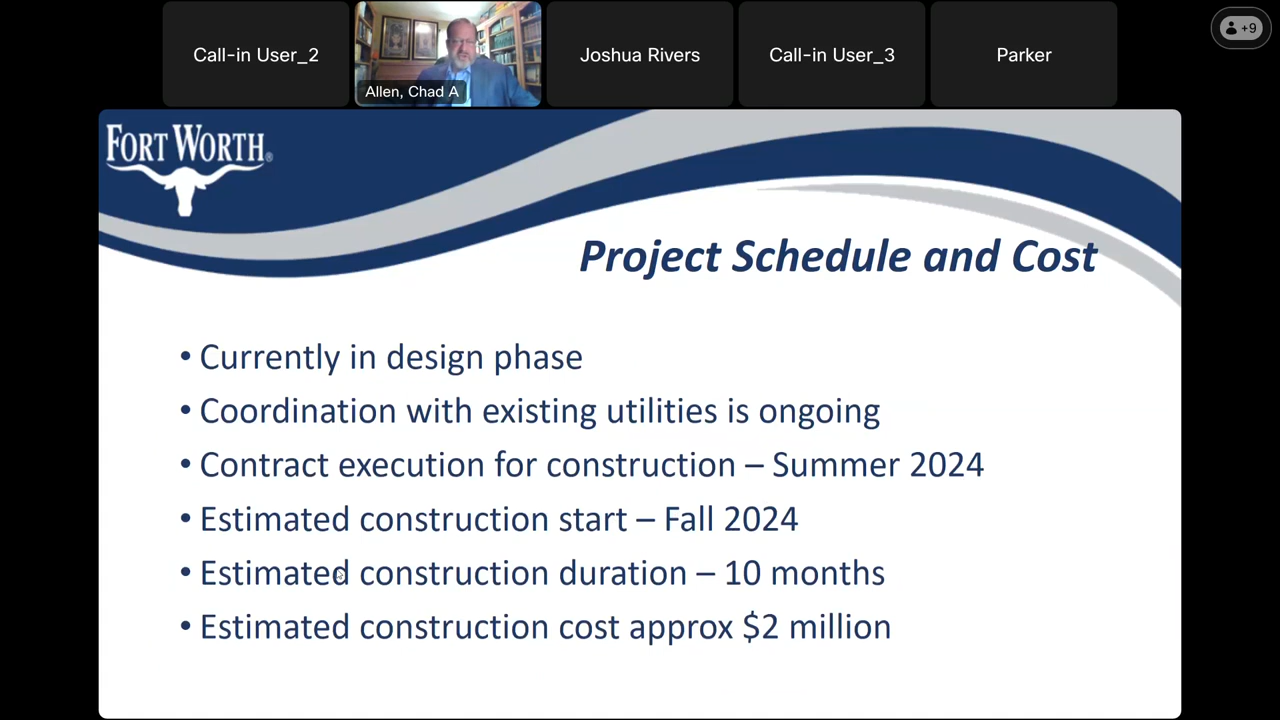 Call-in User_2
Allen, Chad A
Joshua Rivers
Call-in User_3
Parker
+9
FORT WORTH®
Project Schedule and Cost
• Currently in design phase
• Coordination with existing utilities is ongoing
• Contract execution for construction – Summer 2024
• Estimated construction start – Fall 2024
• Estimated construction duration – 10 months
• Estimated construction cost approx $2 million